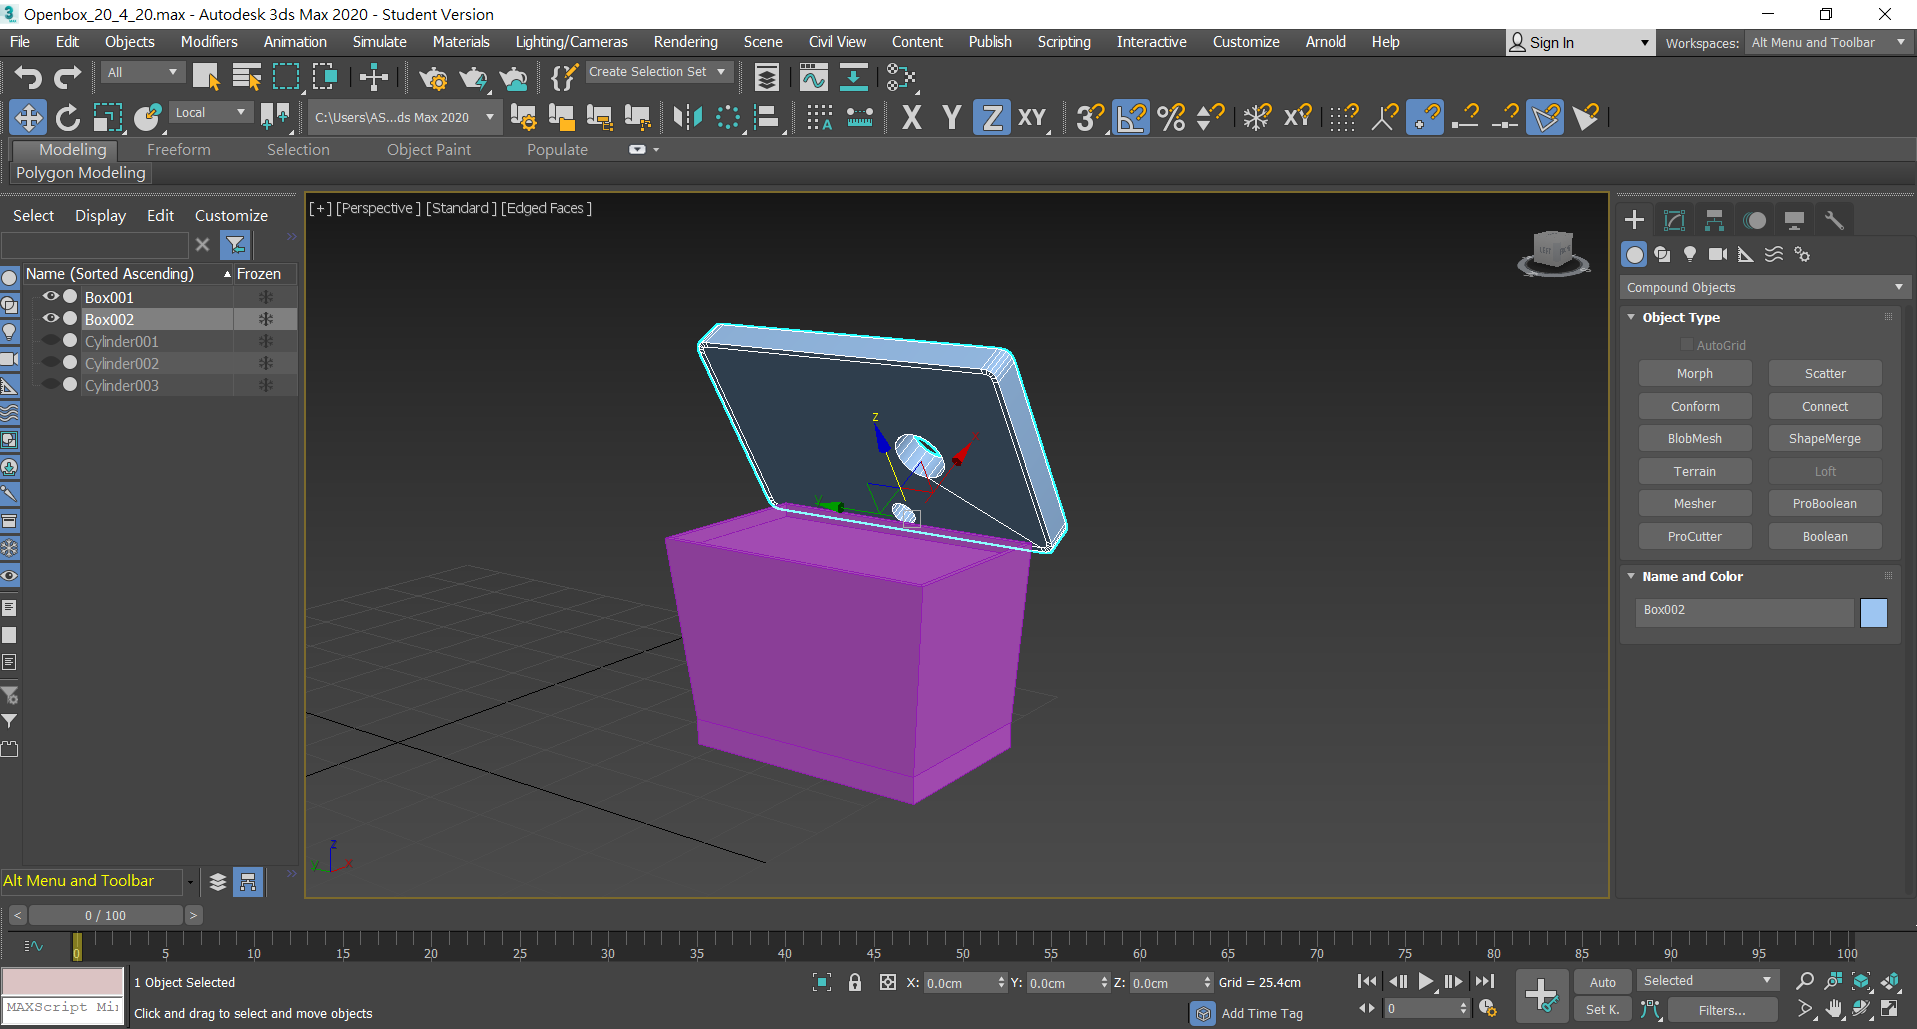 Openbox_20_4_20.max - Autodesk 3ds Max 2020 - Student Version
File Edit Objects Modifiers Animation Simulate Materials Lighting/Cameras Rendering Scene Civil View Content Publish Scripting Interactive Customize Arnold Help Sign In Workspaces: Alt Menu and Toolbar
All Create Selection Set
Local C:\Users\AS...ds Max 2020 X Y Z XY 3 % XY
Modeling Freeform Selection Object Paint Populate
Polygon Modeling
Select Display Edit Customize
[+] [Perspective] [Standard] [Edged Faces]
Name (Sorted Ascending) Frozen
Box001
Box002
Cylinder001
Cylinder002
Cylinder003
z
y
z
y x
Compound Objects
Object Type
AutoGrid
Morph Scatter
Conform Connect
BlobMesh ShapeMerge
Terrain Loft
Mesher ProBoolean
ProCutter Boolean
Name and Color
Box002
Alt Menu and Toolbar
< 0 / 100 >
0 5 10 15 20 25 30 35 40 45 50 55 60 65 70 75 80 85 90 95 100
1 Object Selected X: 0.0cm Y: 0.0cm Z: 0.0cm Grid = 25.4cm Auto Selected
MAXScript Mi Click and drag to select and move objects Add Time Tag 0 Set K. Filters...